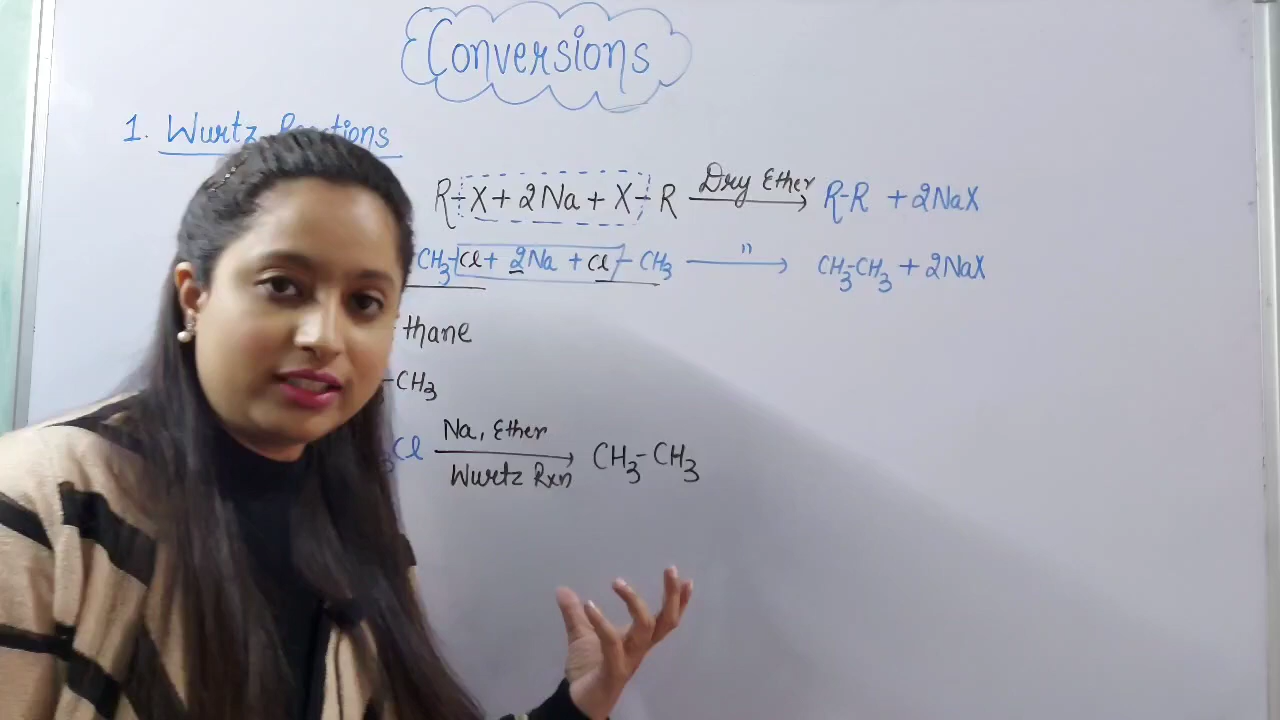 Conversions
1. Wurtz Reactions
R-X + 2Na + X-R Dry Ether R-R + 2NaX
CH3-Cl + 2Na + Cl-CH3 " CH3-CH3 + 2NaX
thane
-CH3
Cl Na, Ether Wurtz Rxn CH3-CH3